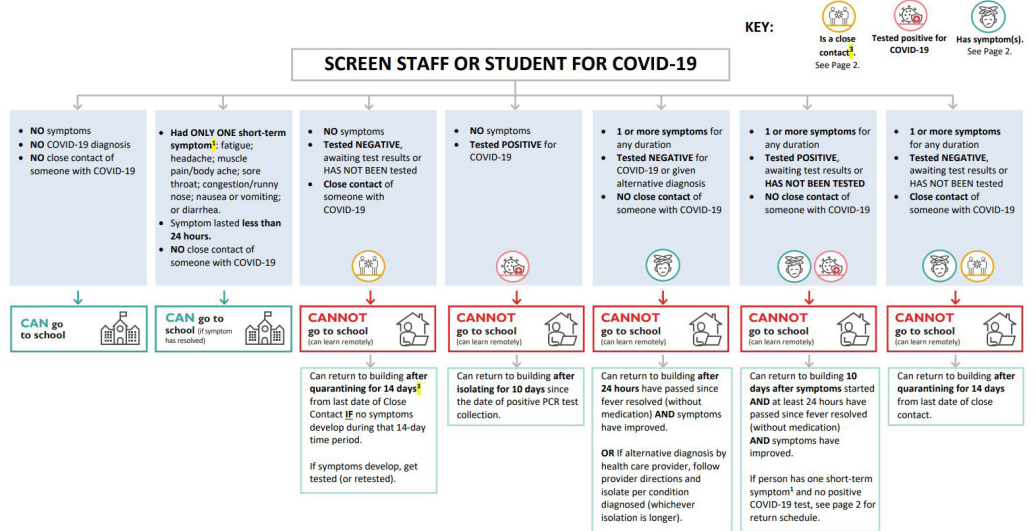 KEY:
Is a close
contact³.
See Page 2.
Tested positive for
COVID-19
Has symptom(s).
See Page 2.
SCREEN STAFF OR STUDENT FOR COVID-19
• NO symptoms
• NO COVID-19 diagnosis
• NO close contact of
someone with COVID-19
• Had ONLY ONE short-term
symptom¹: fatigue;
headache; muscle
pain/body ache; sore
throat; congestion/runny
nose; nausea or vomiting;
or diarrhea.
• Symptom lasted less than
24 hours.
• NO close contact of
someone with COVID-19
• NO symptoms
• Tested NEGATIVE,
awaiting test results or
HAS NOT BEEN tested
• Close contact of
someone with
COVID-19
• NO symptoms
• Tested POSITIVE for
COVID-19
• 1 or more symptoms for
any duration
• Tested NEGATIVE for
COVID-19 or given
alternative diagnosis
• NO close contact of
someone with COVID-19
• 1 or more symptoms for
any duration
• Tested POSITIVE,
awaiting test results or
HAS NOT BEEN TESTED
• NO close contact of
someone with COVID-19
• 1 or more symptoms
for any duration
• Tested NEGATIVE,
awaiting test results or
HAS NOT BEEN tested
• Close contact of
someone with COVID-19
CAN go
to school
CAN go to
school (if symptom
has resolved)
CANNOT
go to school
(can learn remotely)
CANNOT
go to school
(can learn remotely)
CANNOT
go to school
(can learn remotely)
CANNOT
go to school
(can learn remotely)
CANNOT
go to school
(can learn remotely)
Can return to building after
quarantining for 14 days³
from last date of Close
Contact IF no symptoms
develop during that 14-day
time period.
If symptoms develop, get
tested (or retested).
Can return to building after
isolating for 10 days since
the date of positive PCR test
collection.
Can return to building after
24 hours have passed since
fever resolved (without
medication) AND symptoms
have improved.
OR If alternative diagnosis by
health care provider, follow
provider directions and
isolate per condition
diagnosed (whichever
isolation is longer).
Can return to building 10
days after symptoms started
AND at least 24 hours have
passed since fever resolved
(without medication)
AND symptoms have
improved.
If person has one short-term
symptom¹ and no positive
COVID-19 test, see page 2 for
return schedule.
Can return to building after
quarantining for 14 days
from last date of close
contact.